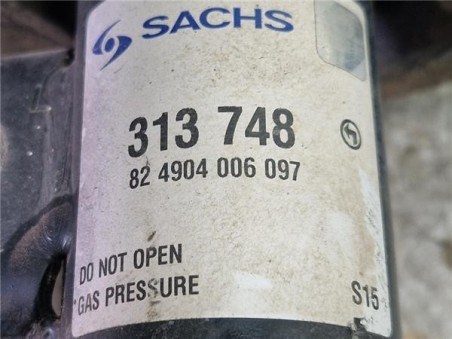 SACHS
313 748
82 4904 006 097
DO NOT OPEN
GAS PRESSURE
S15